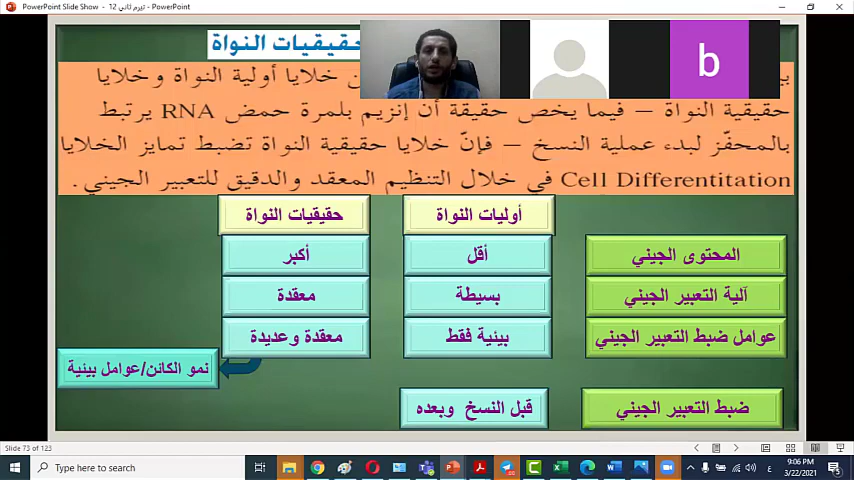 تيرم ثاني 12 - PowerPoint Slide Show - PowerPoint
حقيقيات النواة
b
خلايا أولية النواة وخلايا
حقيقية النواة – فيما يخص حقيقة أن إنزيم بلمرة حمض RNA يرتبط
بالمحفّز لبدء عملية النسخ – فإنّ خلايا حقيقية النواة تضبط تمايز الخلايا
Cell Differentitation في خلال التنظيم المعقد والدقيق للتعبير الجيني .
أوليات النواة
حقيقيات النواة
المحتوى الجيني
أقل
أكبر
آلية التعبير الجيني
بسيطة
معقدة
عوامل ضبط التعبير الجيني
بيئية فقط
معقدة وعديدة
نمو الكائن/عوامل بيئية
ضبط التعبير الجيني
قبل النسخ وبعده
Slide 73 of 123
Type here to search
9:06 PM
3/22/2021